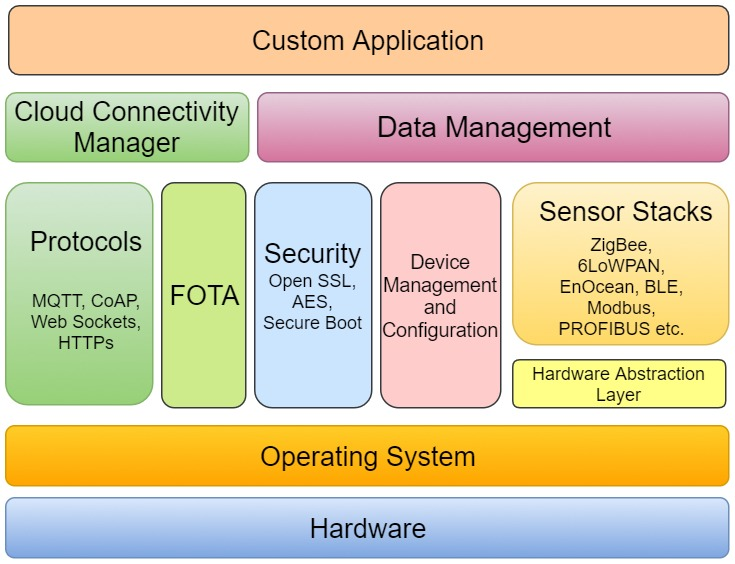 Custom Application
Cloud Connectivity
Manager
Data Management
Protocols
MQTT, CoAP,
Web Sockets,
HTTPs
FOTA
Security
Open SSL,
AES,
Secure Boot
Device
Management
and
Configuration
Sensor Stacks
ZigBee,
6LoWPAN,
EnOcean, BLE,
Modbus,
PROFIBUS etc.
Hardware Abstraction
Layer
Operating System
Hardware